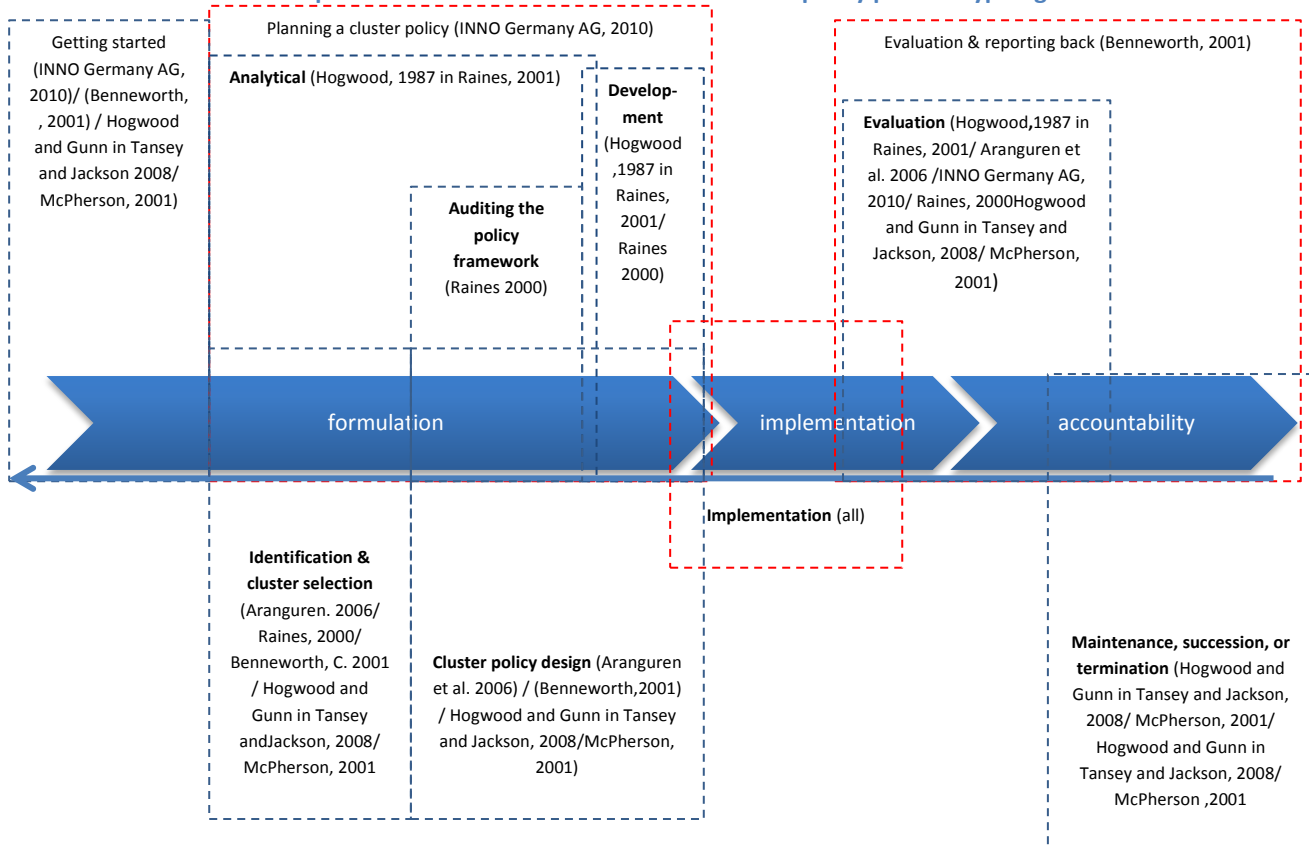 policy
Getting started
(INNO Germany AG,
2010)/ (Benneworth,
, 2001) / Hogwood
and Gunn in Tansey
and Jackson 2008/
McPherson, 2001)
Planning a cluster policy (INNO Germany AG, 2010)
Analytical (Hogwood, 1987 in Raines, 2001)
Develop-
ment
(Hogwood
,1987 in
Raines,
2001/
Raines
2000)
Auditing the
policy
framework
(Raines 2000)
Evaluation & reporting back (Benneworth, 2001)
Evaluation (Hogwood,1987 in
Raines, 2001/ Aranguren et
al. 2006 /INNO Germany AG,
2010/ Raines, 2000Hogwood
and Gunn in Tansey and
Jackson, 2008/ McPherson,
2001)
formulation
implementation
accountability
Implementation (all)
Identification &
cluster selection
(Aranguren. 2006/
Raines, 2000/
Benneworth, C. 2001
/ Hogwood and
Gunn in Tansey
andJackson, 2008/
McPherson, 2001
Cluster policy design (Aranguren
et al. 2006) / (Benneworth,2001)
/ Hogwood and Gunn in Tansey
and Jackson, 2008/McPherson,
2001)
Maintenance, succession, or
termination (Hogwood and
Gunn in Tansey and Jackson,
2008/ McPherson, 2001/
Hogwood and Gunn in
Tansey and Jackson, 2008/
McPherson ,2001